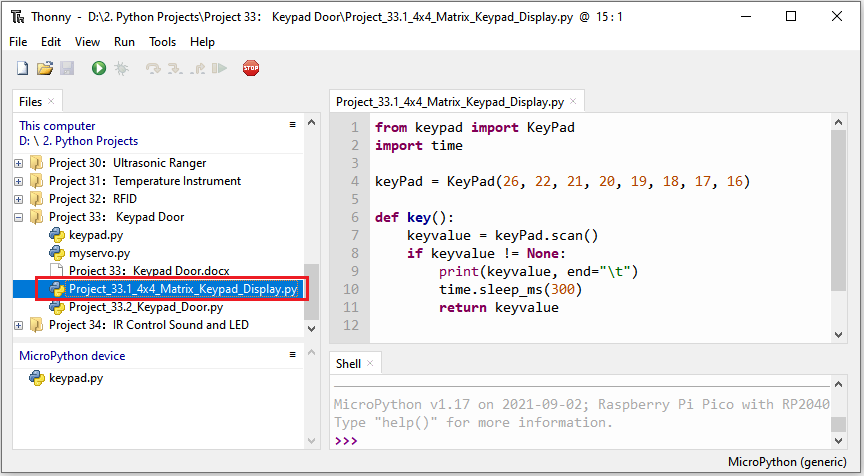 Thonny - D:\2. Python Projects\Project 33： Keypad Door\Project_33.1_4x4_Matrix_Keypad_Display.py @ 15 : 1
File Edit View Run Tools Help
STOP
Files
This computer
D: \ 2. Python Projects
Project 30：Ultrasonic Ranger
Project 31：Temperature Instrument
Project 32：RFID
Project 33： Keypad Door
keypad.py
myservo.py
Project 33：Keypad Door.docx
Project_33.1_4x4_Matrix_Keypad_Display.py
Project_33.2_Keypad_Door.py
Project 34：IR Control Sound and LED
MicroPython device
keypad.py
Project_33.1_4x4_Matrix_Keypad_Display.py
1 from keypad import KeyPad
2 import time
3
4 keyPad = KeyPad(26, 22, 21, 20, 19, 18, 17, 16)
5
6 def key():
7     keyvalue = keyPad.scan()
8     if keyvalue != None:
9         print(keyvalue, end="\t")
10         time.sleep_ms(300)
11         return keyvalue
12
Shell
MicroPython v1.17 on 2021-09-02; Raspberry Pi Pico with RP2040
Type "help()" for more information.
>>>
MicroPython (generic)